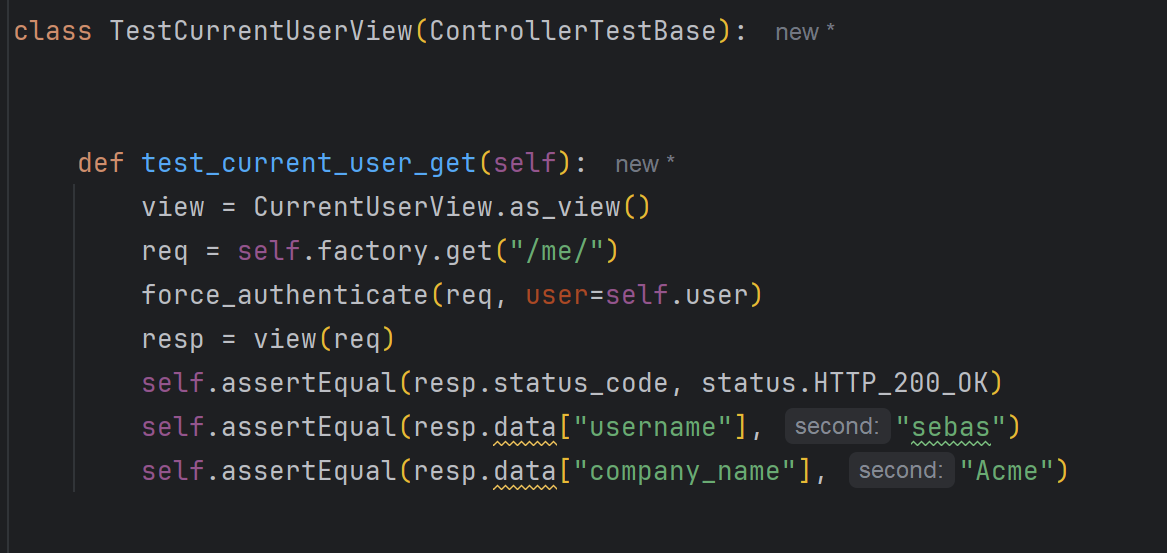 class TestCurrentUserView(ControllerTestBase): new *
def test_current_user_get(self): new *
view = CurrentUserView.as_view()
req = self.factory.get("/me/")
force_authenticate(req, user=self.user)
resp = view(req)
self.assertEqual(resp.status_code, status.HTTP_200_OK)
self.assertEqual(resp.data["username"], second: "sebas")
self.assertEqual(resp.data["company_name"], second: "Acme")